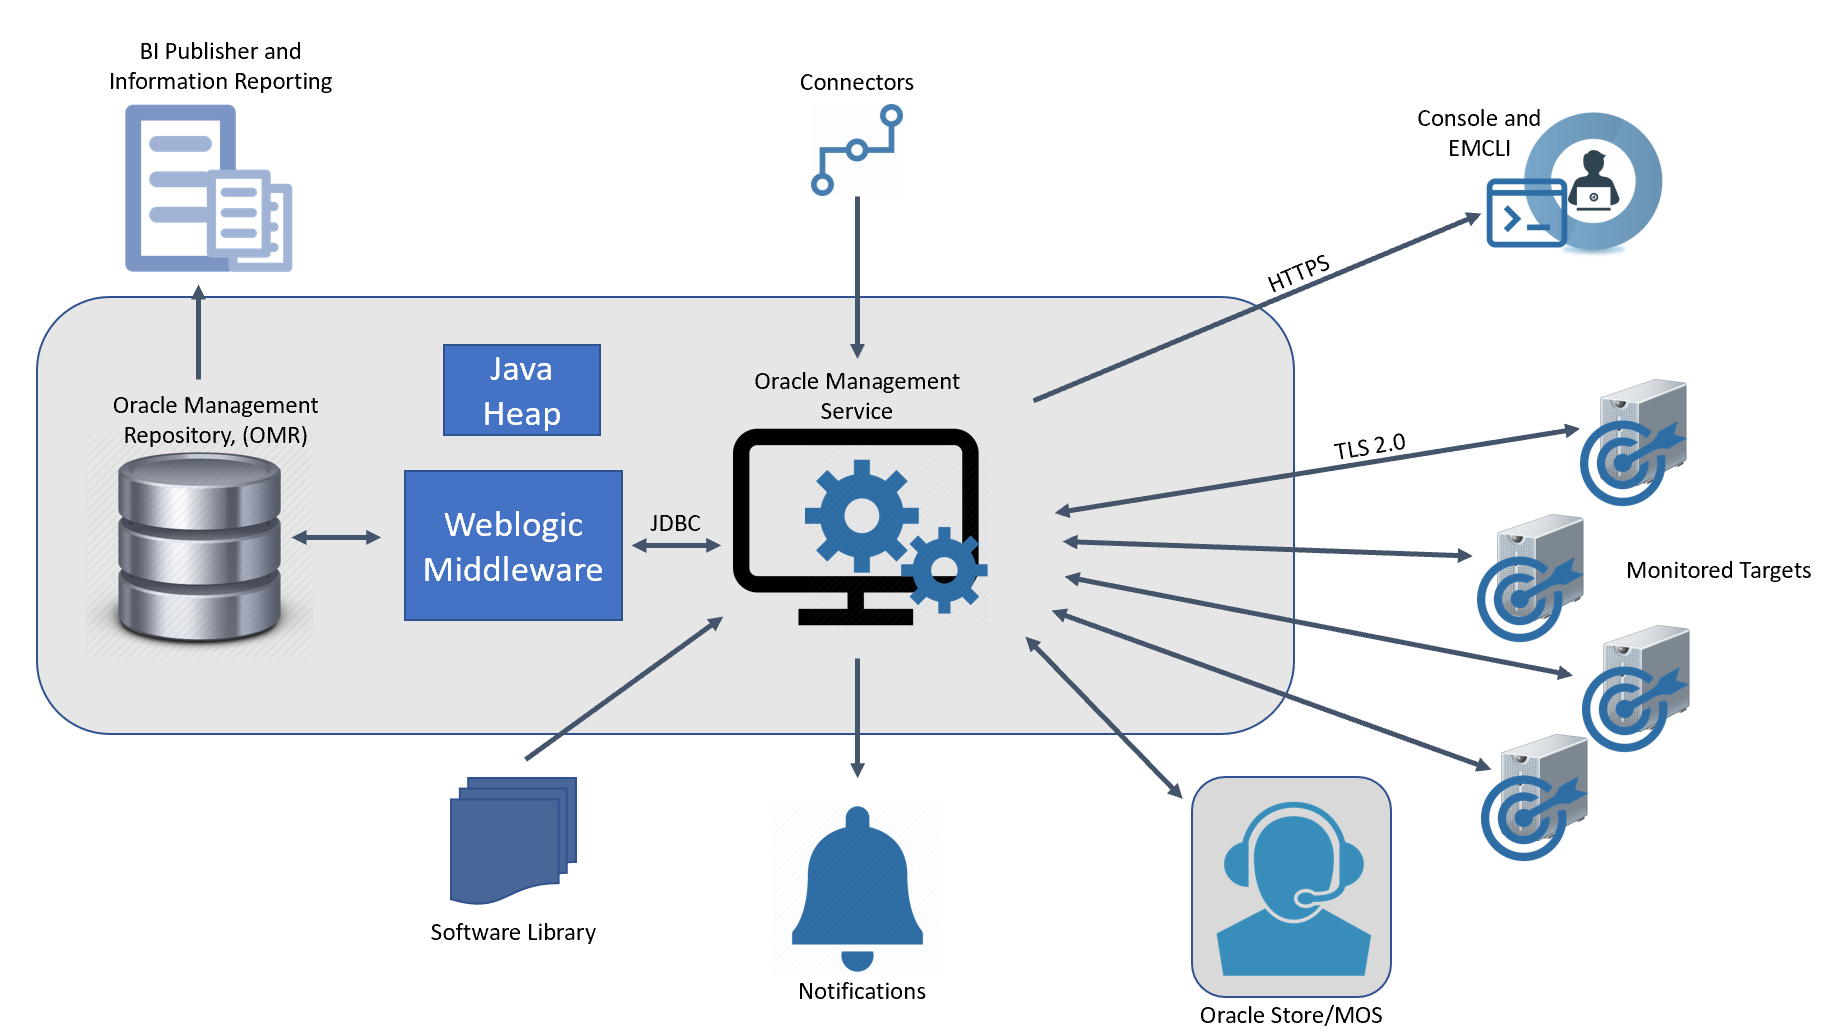 BI Publisher and
Information Reporting
Connectors
Console and
EMCLI
HTTPS
Java
Heap
Oracle Management
Service
Oracle Management
Repository, (OMR)
TLS 2.0
Weblogic
Middleware
JDBC
Monitored Targets
Software Library
Notifications
Oracle Store/MOS